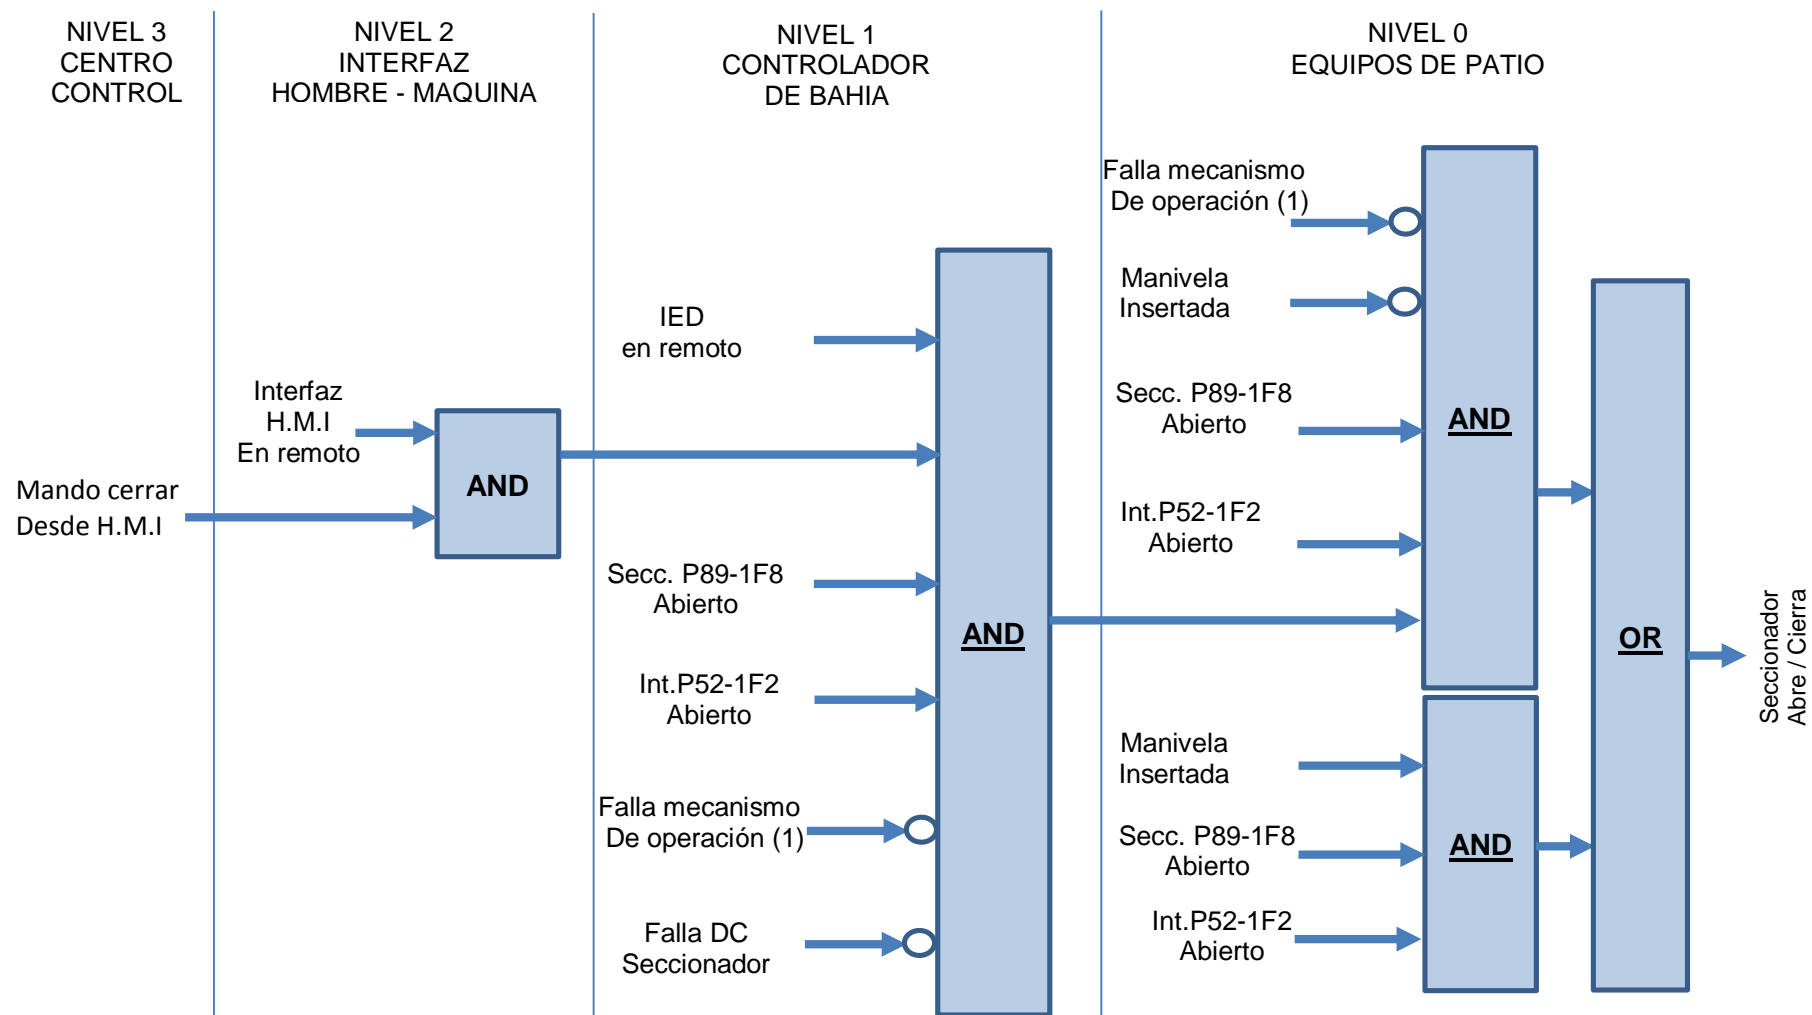 NIVEL 3
CENTRO
CONTROL
NIVEL 2
INTERFAZ
HOMBRE - MAQUINA
NIVEL 1
CONTROLADOR
DE BAHIA
NIVEL 0
EQUIPOS DE PATIO
Mando cerrar
Desde H.M.I
Interfaz
H.M.I
En remoto
AND
IED
en remoto
Secc. P89-1F8
Abierto
Int.P52-1F2
Abierto
Falla mecanismo
De operación (1)
Falla DC
Seccionador
AND
Falla mecanismo
De operación (1)
Manivela
Insertada
Secc. P89-1F8
Abierto
Int.P52-1F2
Abierto
AND
Manivela
Insertada
Secc. P89-1F8
Abierto
Int.P52-1F2
Abierto
AND
OR
Seccionador
Abre / Cierra